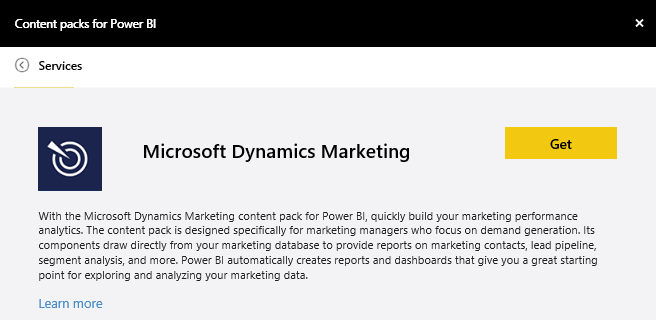 Content packs for Power BI
Services
Microsoft Dynamics Marketing
Get
With the Microsoft Dynamics Marketing content pack for Power BI, quickly build your marketing performance
analytics. The content pack is designed specifically for marketing managers who focus on demand generation. Its
components draw directly from your marketing database to provide reports on marketing contacts, lead pipeline,
segment analysis, and more. Power BI automatically creates reports and dashboards that give you a great starting
point for exploring and analyzing your marketing data.
Learn more